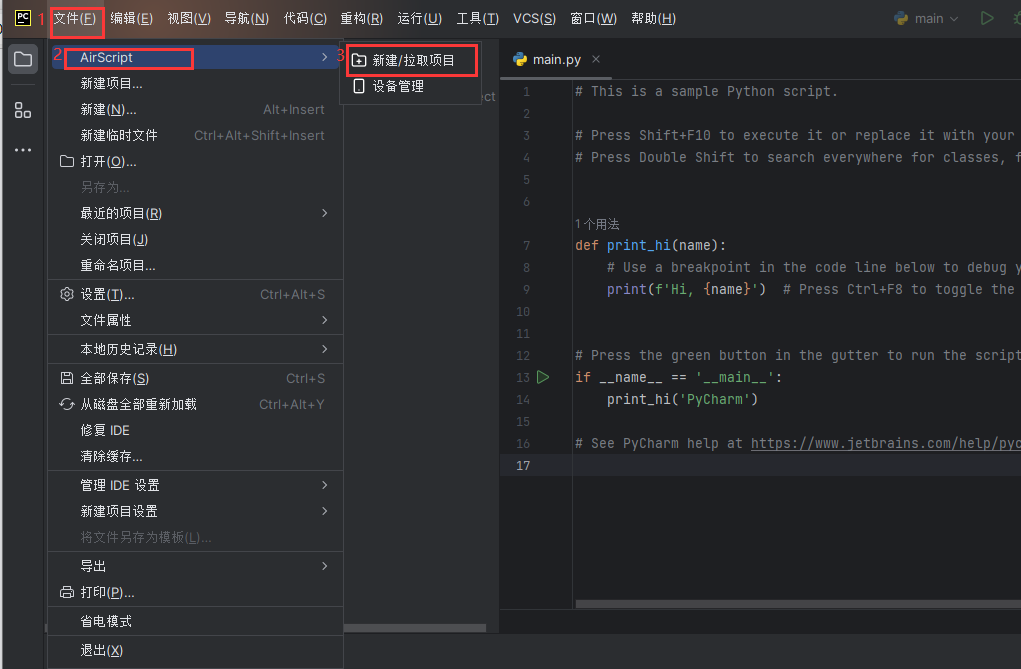 PC 1 文件(F) 编辑(E) 视图(V) 导航(N) 代码(C) 重构(R) 运行(U) 工具(T) VCS(S) 窗口(W) 帮助(H) main
2 AirScript
新建项目...
新建(N)... Alt+Insert
新建临时文件 Ctrl+Alt+Shift+Insert
打开(O)...
另存为...
最近的项目(R)
关闭项目(J)
重命名项目...
设置(T)... Ctrl+Alt+S
文件属性
本地历史记录(H)
全部保存(S) Ctrl+S
从磁盘全部重新加载 Ctrl+Alt+Y
修复 IDE
清除缓存...
管理 IDE 设置
新建项目设置
将文件另存为模板(L)...
导出
打印(P)...
省电模式
退出(X)
3 新建/拉取项目
设备管理
ect
main.py
1 # This is a sample Python script.
2
3 # Press Shift+F10 to execute it or replace it with your
4 # Press Double Shift to search everywhere for classes, f
5
6
1个用法
7 def print_hi(name):
8 # Use a breakpoint in the code line below to debug y
9 print(f'Hi, {name}') # Press Ctrl+F8 to toggle the
10
11
12 # Press the green button in the gutter to run the script
13 if __name__ == '__main__':
14 print_hi('PyCharm')
15
16 # See PyCharm help at https://www.jetbrains.com/help/pyc
17